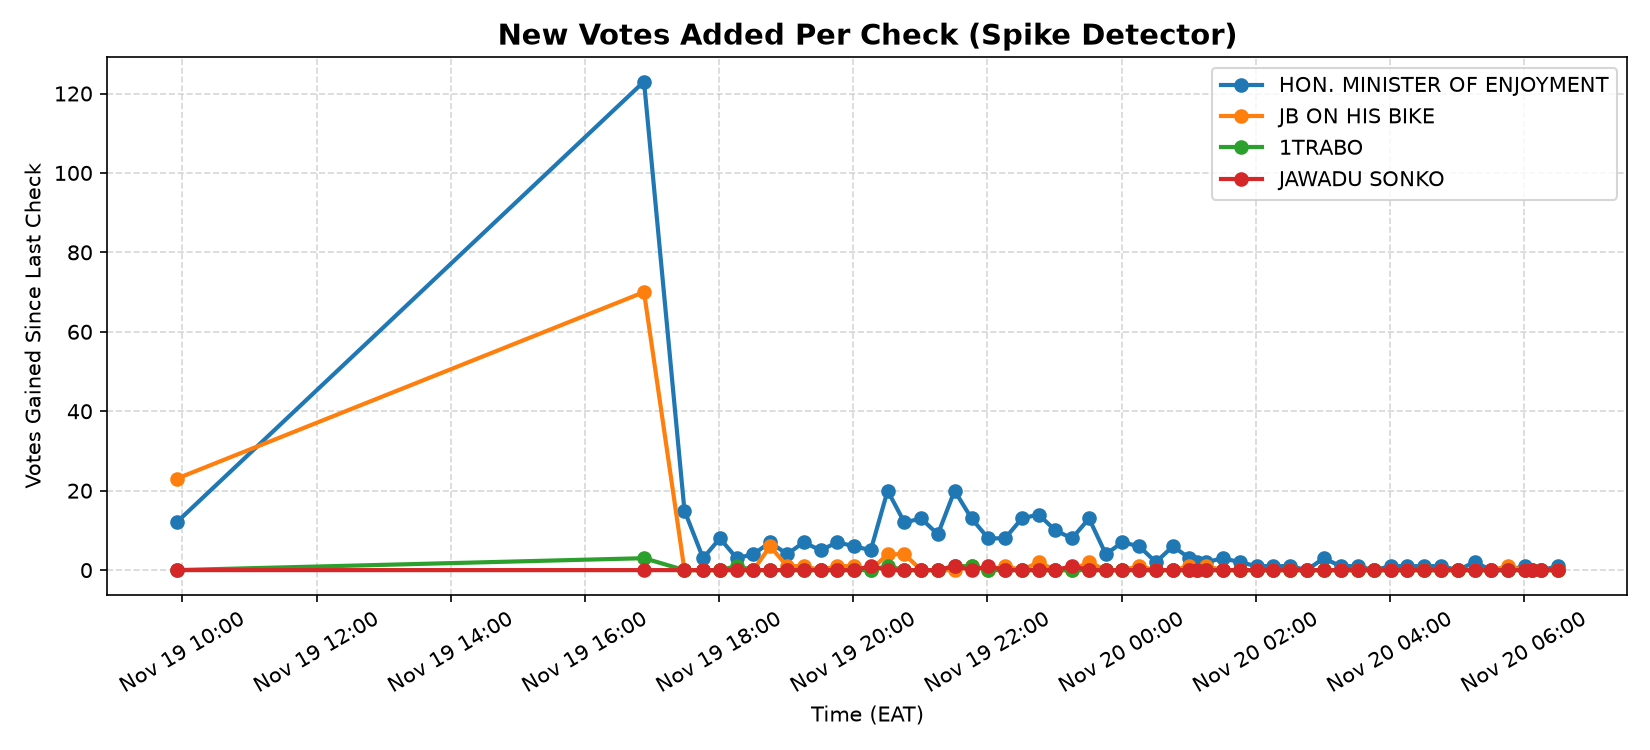 New Votes Added Per Check (Spike Detector)
HON. MINISTER OF ENJOYMENT
JB ON HIS BIKE
1TRABO
JAWADU SONKO
Votes Gained Since Last Check
120
100
80
60
40
20
0
Nov 19 10:00
Nov 19 12:00
Nov 19 14:00
Nov 19 16:00
Nov 19 18:00
Nov 19 20:00
Nov 19 22:00
Nov 20 00:00
Nov 20 02:00
Nov 20 04:00
Nov 20 06:00
Time (EAT)